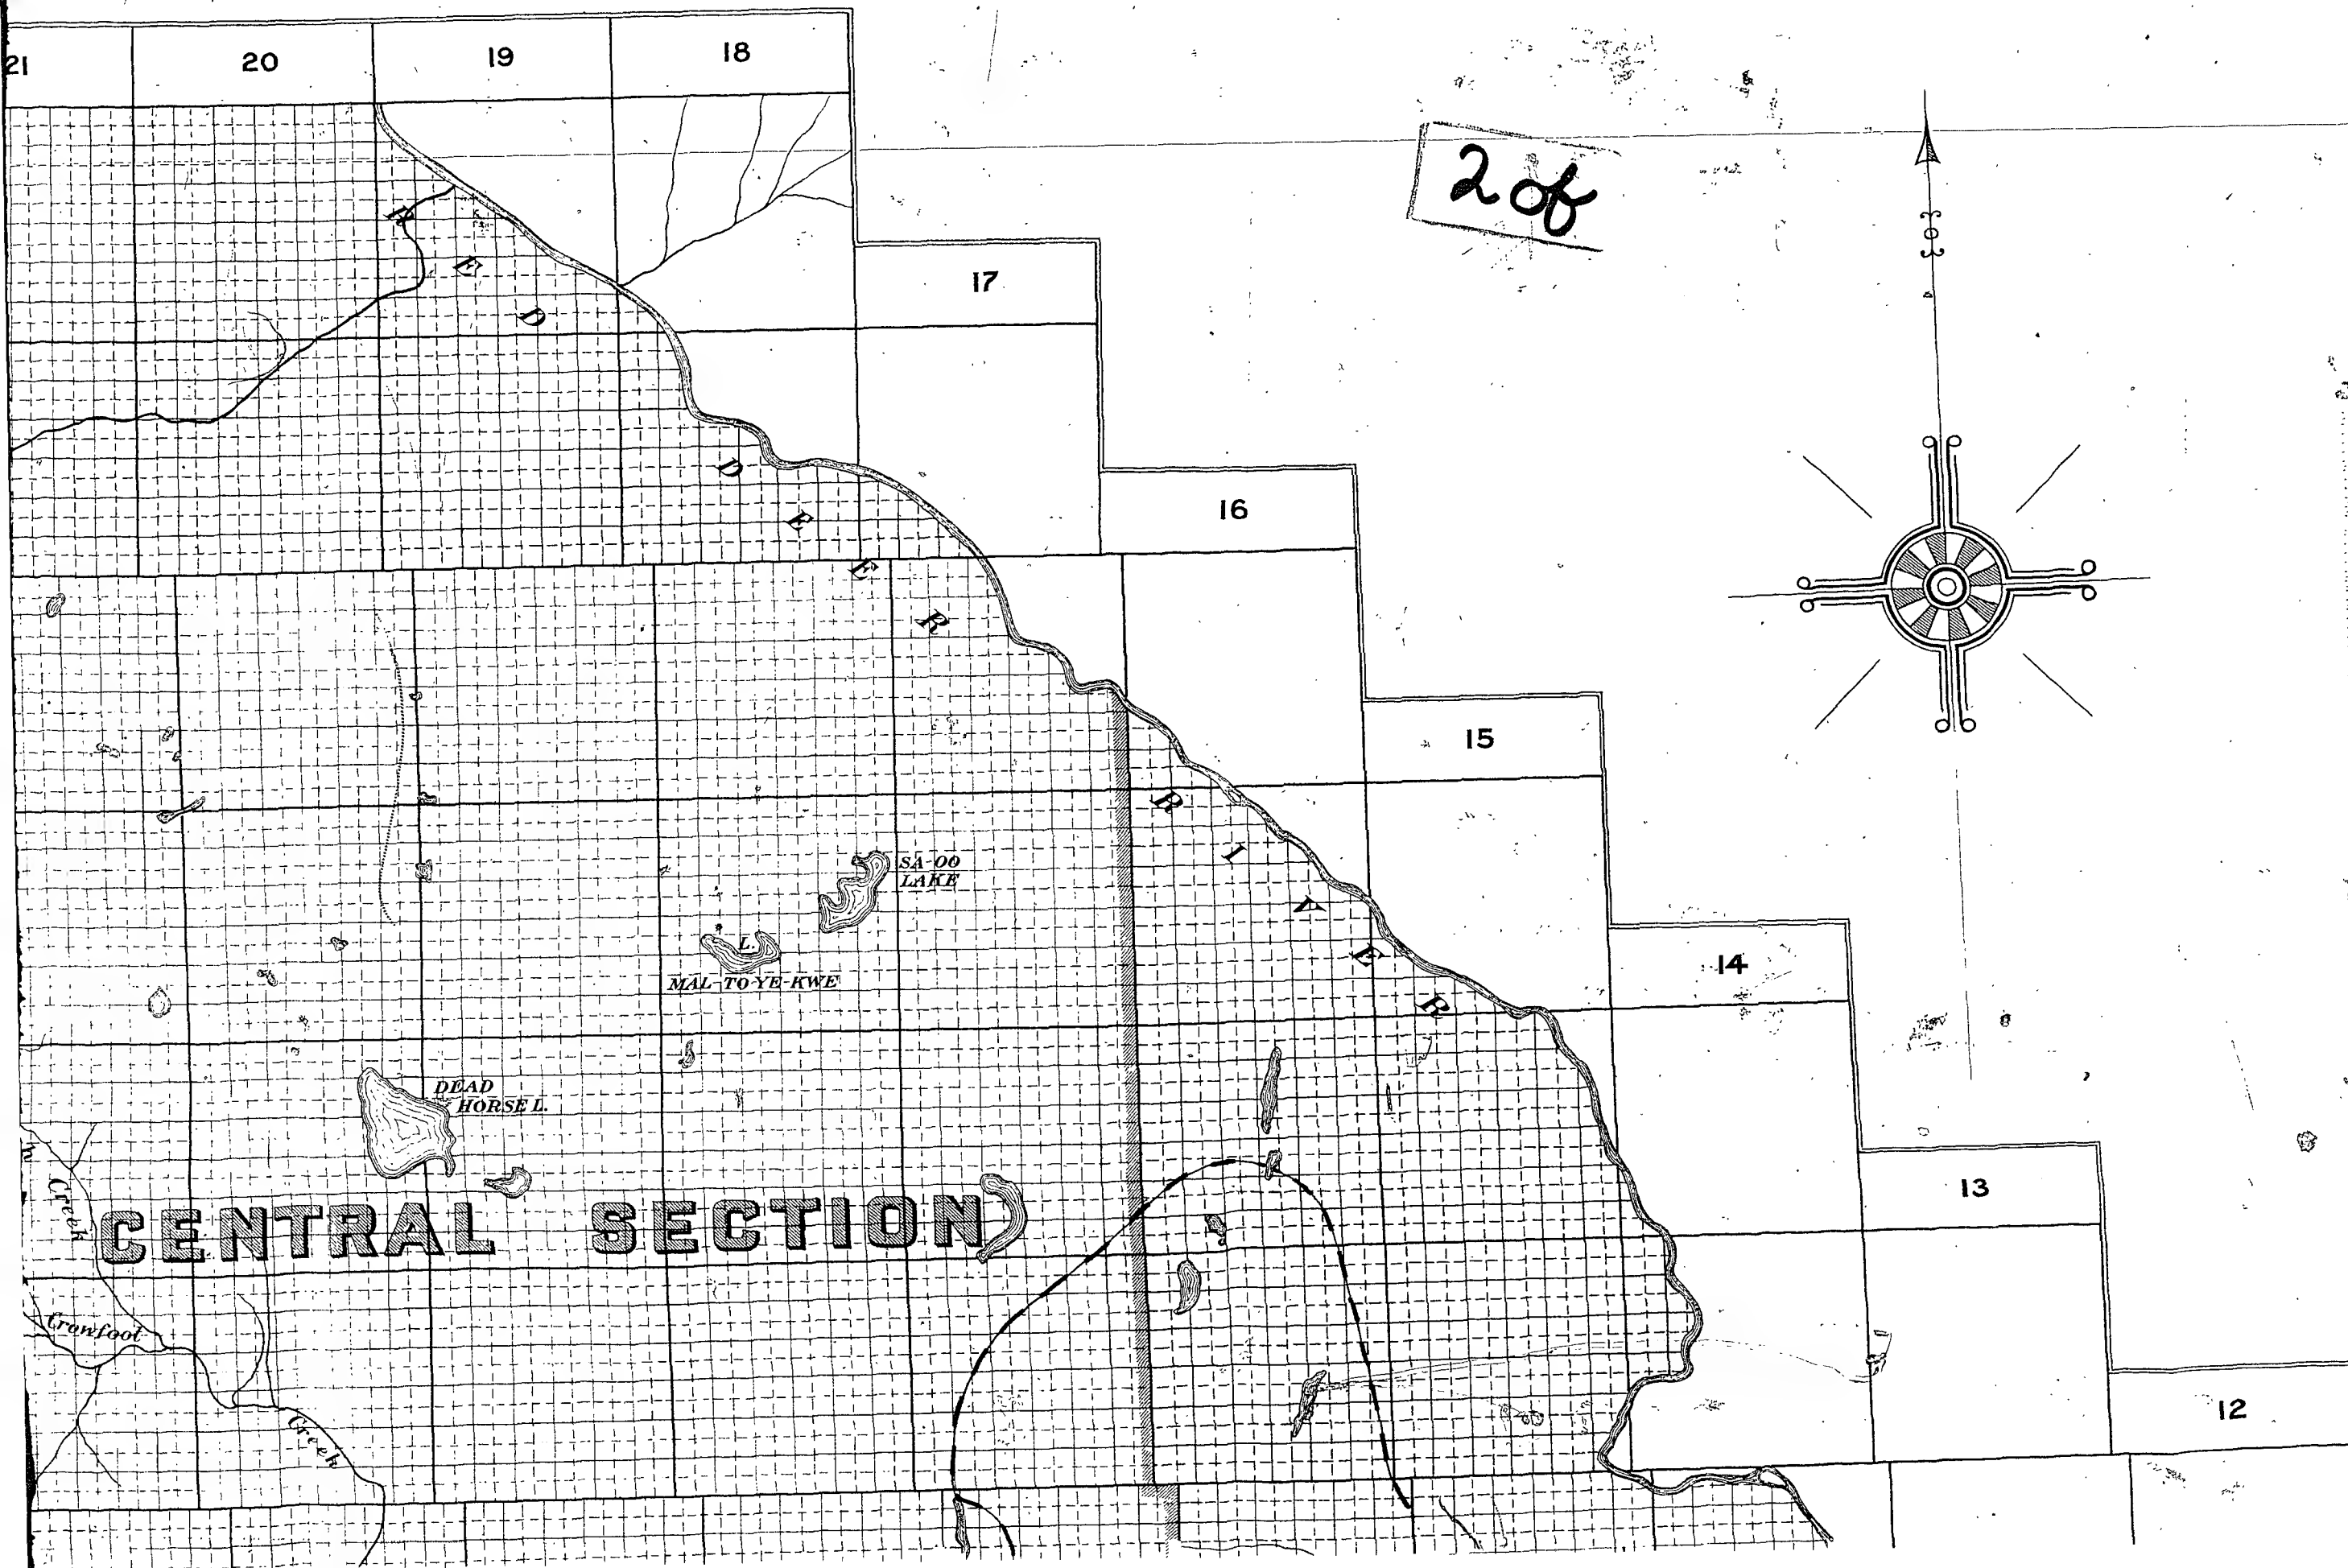 21
20
19
18
2 of
17
16
15
14
13
12
RED DEER RIVER
SA-OO
LAKE
L.
MAL-TO-YE-KWE
DEAD
HORSE L.
Creek
CENTRAL SECTION
Crowfoot
Creek